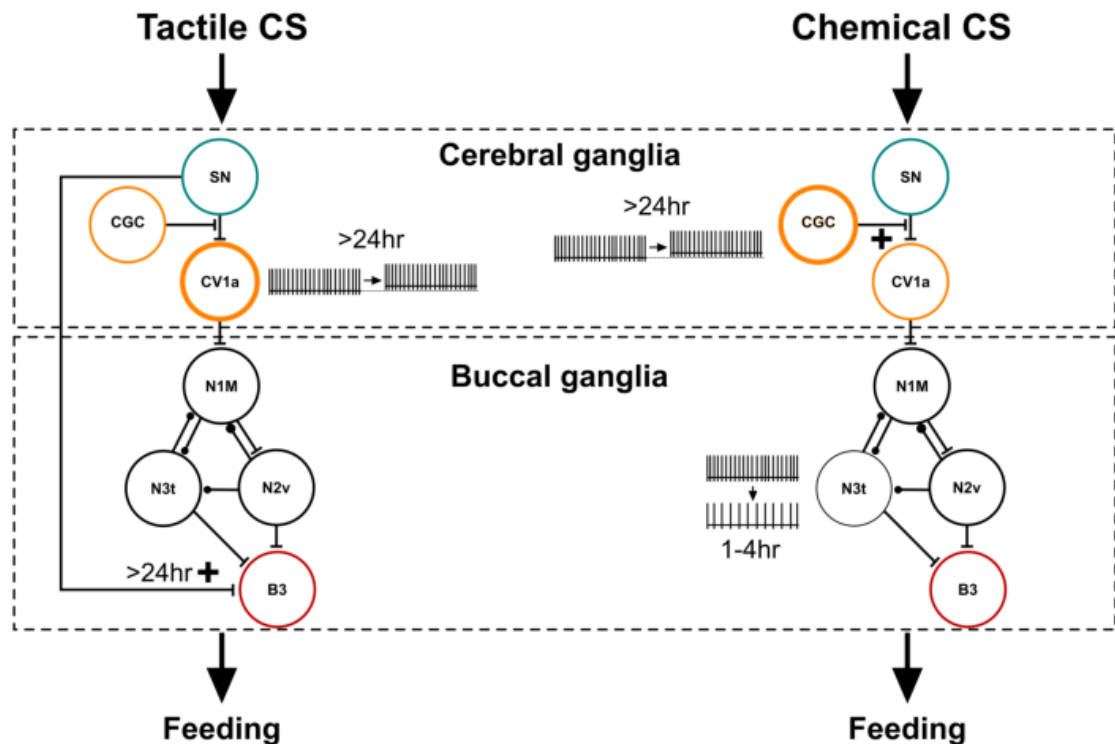 Tactile CS
Chemical CS
Cerebral ganglia
SN
CGC
CV1a
>24hr
>24hr
SN
CGC
+
CV1a
Buccal ganglia
N1M
N3t
N2v
>24hr +
B3
N1M
N3t
N2v
1-4hr
B3
Feeding
Feeding